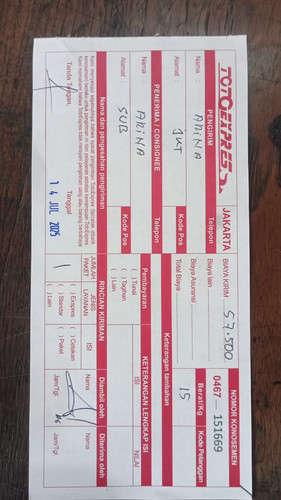 TOTOEXPRESS JAKARTA
PENGIRIM
Nama : ARINA
Alamat : JKT
Telepon
Kode Pos
PENERIMA / CONSIGNEE
Nama : ARINA
Alamat : SUB
Telepon
Kode Pos
Nama dan pengesahan pengiriman
Tanda Tangan,
Tanggal
14 JUL 2025
BIAYA KIRIM 57.500
Biaya lain
Biaya Asuransi
Total Biaya
Pembayaran
( ) Tunai
( ) Tagihan
( ) Lain
JUMLAH PAKET
1
JENIS LAYANAN
ISI
RINCIAN KIRIMAN
( ) Express
( ) Standar
( ) Lain
( ) Cetakan
( ) Paket
NOMOR KONOSEMEN
0467 - 151669
Berat/Kg
15
Kode Pelanggan
Keterangan tambahan
KETERANGAN LENGKAP ISI
ISI
NILAI
Diambil oleh
Nama
Jam/Tgl.
Diterima oleh
Nama
Jam/Tgl.